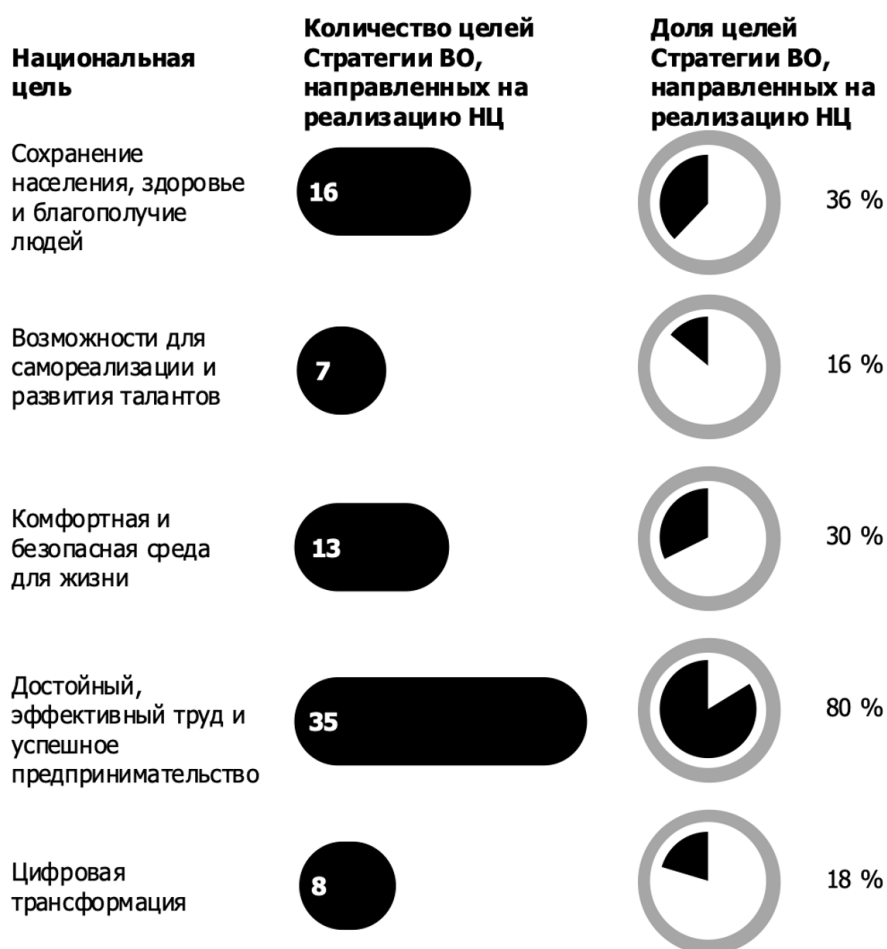 Национальная
цель
Количество целей
Стратегии ВО,
направленных на
реализацию НЦ
Доля целей
Стратегии ВО,
направленных на
реализацию НЦ
Сохранение
населения, здоровье
и благополучие
людей
16
36 %
Возможности для
самореализации и
развития талантов
7
16 %
Комфортная и
безопасная среда
для жизни
13
30 %
Достойный,
эффективный труд и
успешное
предпринимательство
35
80 %
Цифровая
трансформация
8
18 %